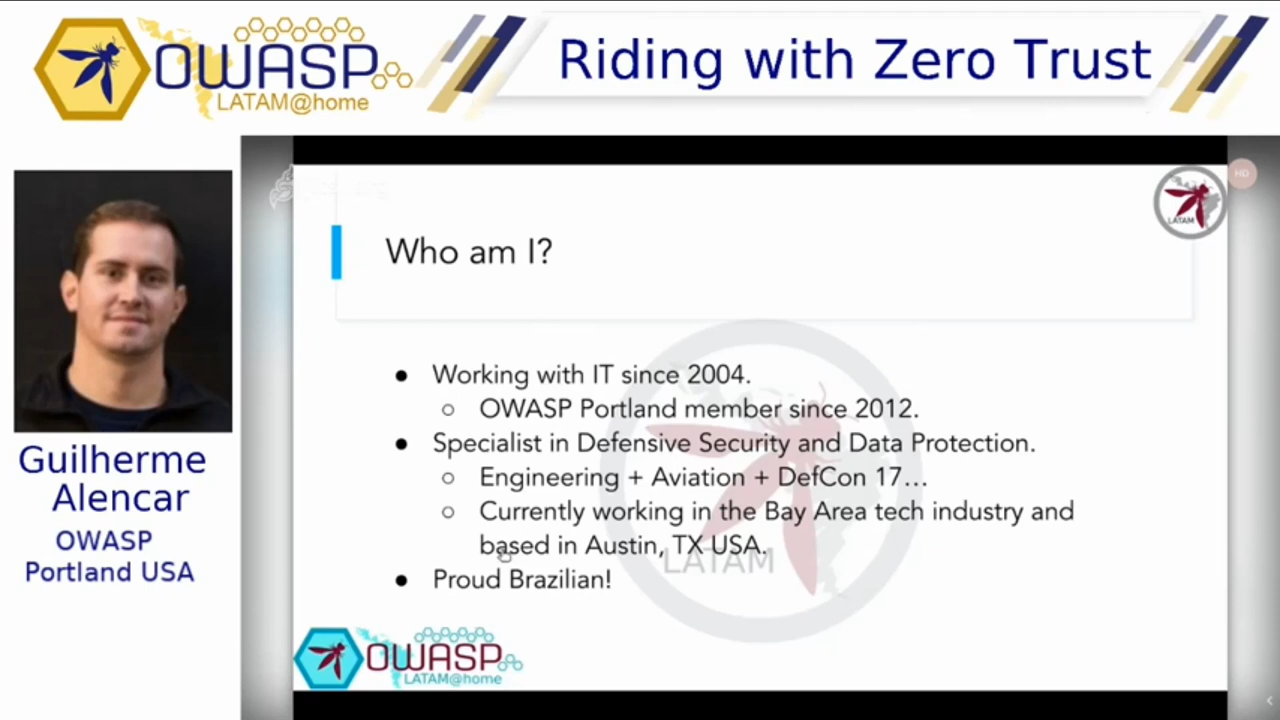 OWASP
LATAM@home
Riding with Zero Trust
HD
LATAM
Who am I?
● Working with IT since 2004.
○ OWASP Portland member since 2012.
● Specialist in Defensive Security and Data Protection.
○ Engineering + Aviation + DefCon 17...
○ Currently working in the Bay Area tech industry and
based in Austin, TX USA.
LATAM
● Proud Brazilian!
Guilherme
Alencar
OWASP
Portland USA
OWASP
LATAM@home